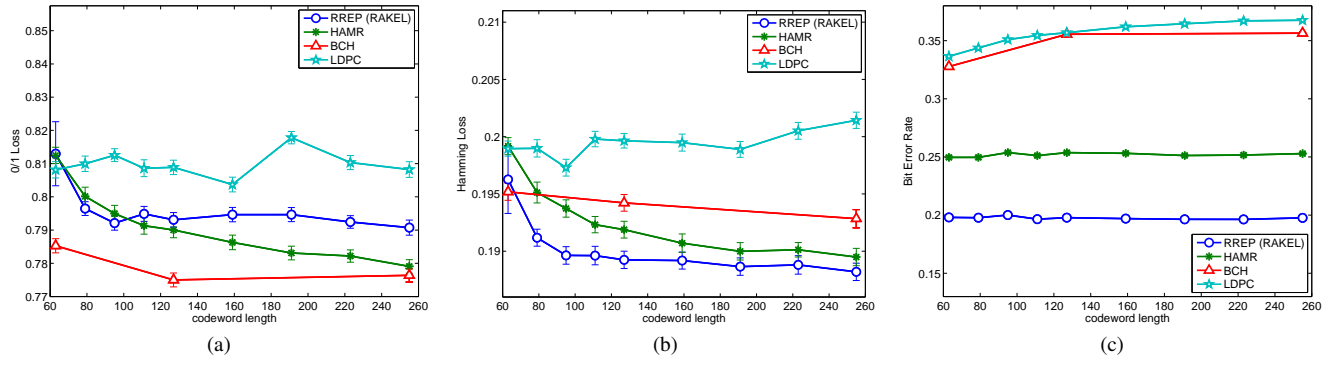 0.85
0.84
0.83
0.82
0.81
0.8
0.79
0.78
0.77
0/1 Loss
60 80 100 120 140 160 180 200 220 240 260
codeword length
RREP (RAKEL)
HAMR
BCH
LDPC
(a)
0.21
0.205
0.2
0.195
0.19
Hamming Loss
60 80 100 120 140 160 180 200 220 240 260
codeword length
RREP (RAKEL)
HAMR
BCH
LDPC
(b)
0.35
0.3
0.25
0.2
0.15
Bit Error Rate
60 80 100 120 140 160 180 200 220 240 260
codeword length
RREP (RAKEL)
HAMR
BCH
LDPC
(c)